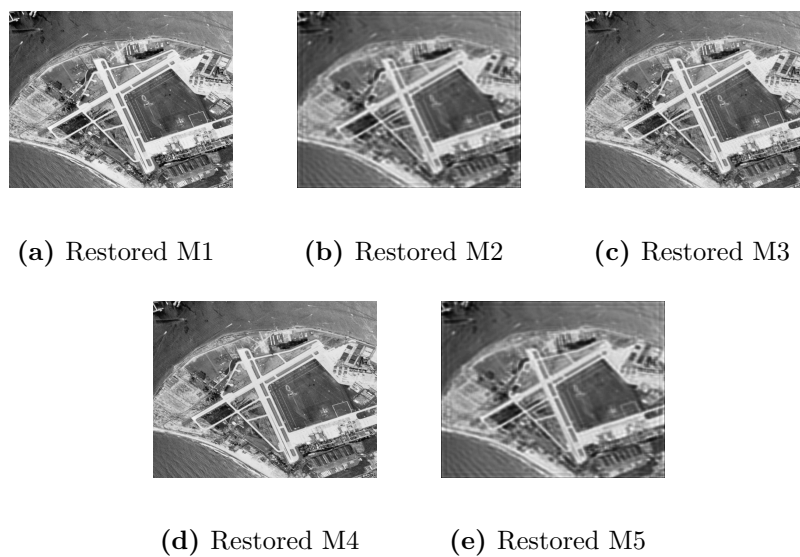 (a) Restored M1
(b) Restored M2
(c) Restored M3
(d) Restored M4
(e) Restored M5